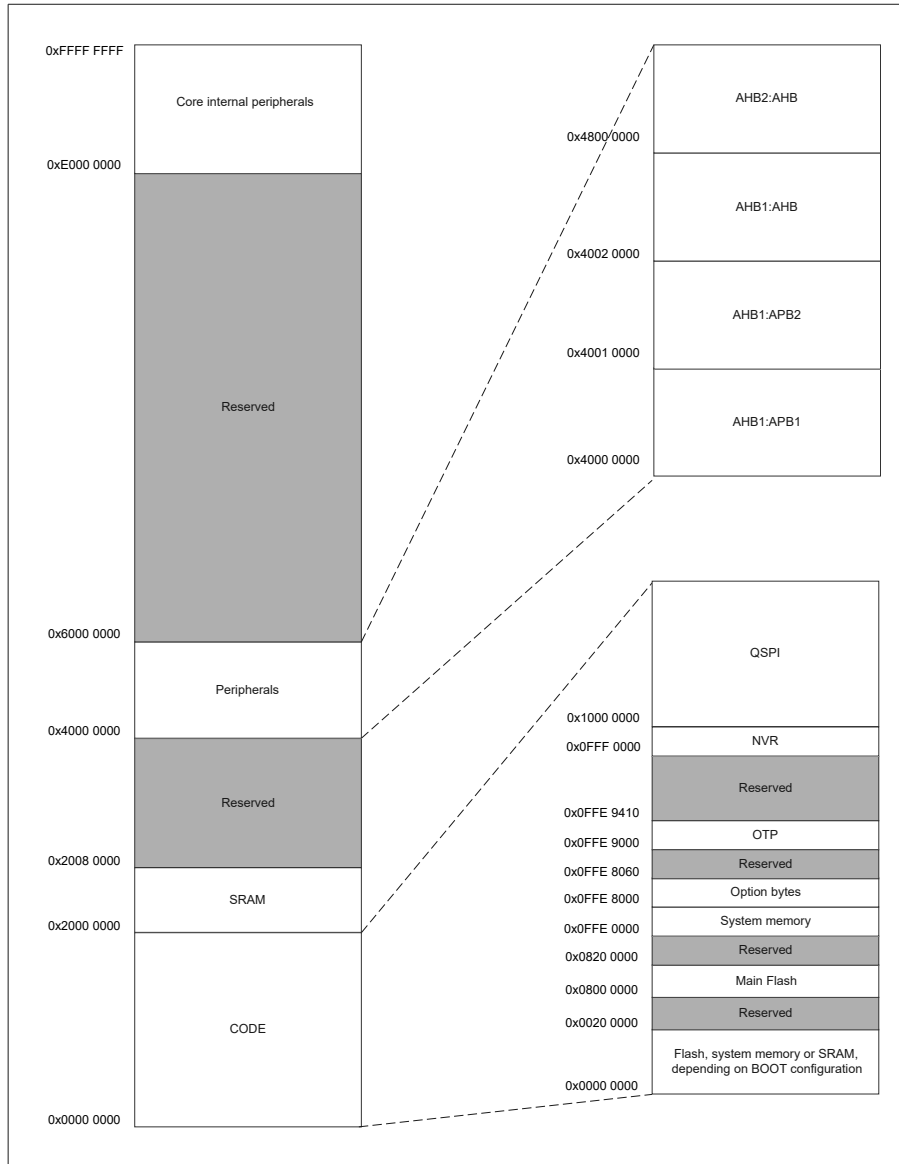 0xFFFF FFFF
Core internal peripherals
0xE000 0000
Reserved
0x6000 0000
Peripherals
0x4000 0000
Reserved
0x2008 0000
SRAM
0x2000 0000
CODE
0x0000 0000
AHB2:AHB
0x4800 0000
AHB1:AHB
0x4002 0000
AHB1:APB2
0x4001 0000
AHB1:APB1
0x4000 0000
QSPI
0x1000 0000
NVR
0x0FFF 0000
Reserved
0x0FFE 9410
OTP
0x0FFE 9000
Reserved
0x0FFE 8060
Option bytes
0x0FFE 8000
System memory
0x0FFE 0000
Reserved
0x0820 0000
Main Flash
0x0800 0000
Reserved
0x0020 0000
Flash, system memory or SRAM,
depending on BOOT configuration
0x0000 0000